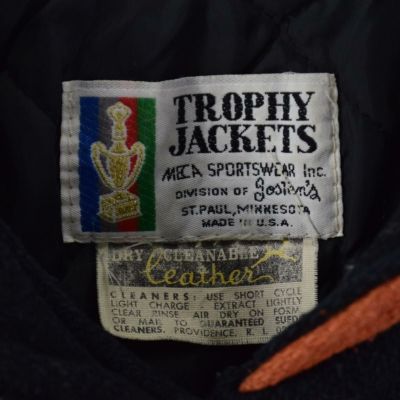 TROPHY
JACKETS
MECA SPORTSWEAR Inc.
DIVISION OF Josten's
ST. PAUL, MINNESOTA
MADE IN U.S.A.
DRY CLEANABLE
Leather
CLEANERS: USE SHORT CYCLE
LIGHT CHARGE - EXTRACT LIGHTLY
CLEAR RINSE AIR DRY ON FORM
OR MAIL TO GUARANTEED SUEDE
CLEANERS, PROVIDENCE, R. I.